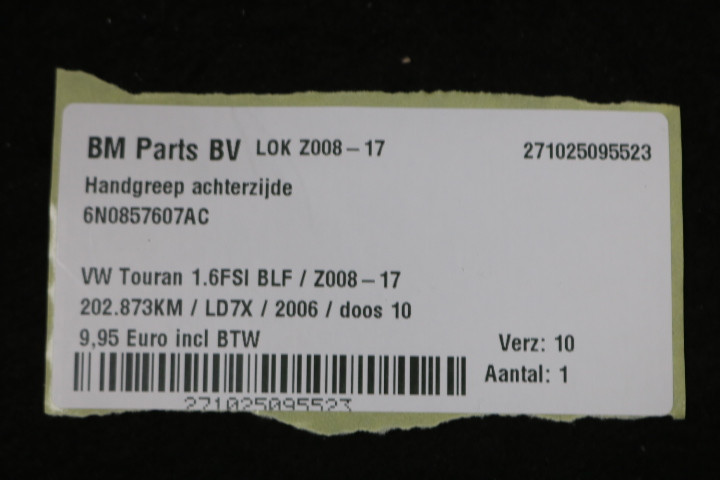 BM Parts BV LOK Z008-17 271025095523
Handgreep achterzijde
6N0857607AC
VW Touran 1.6FSI BLF / Z008-17
202.873KM / LD7X / 2006 / doos 10
9,95 Euro incl BTW Verz: 10
Aantal: 1
271025095523